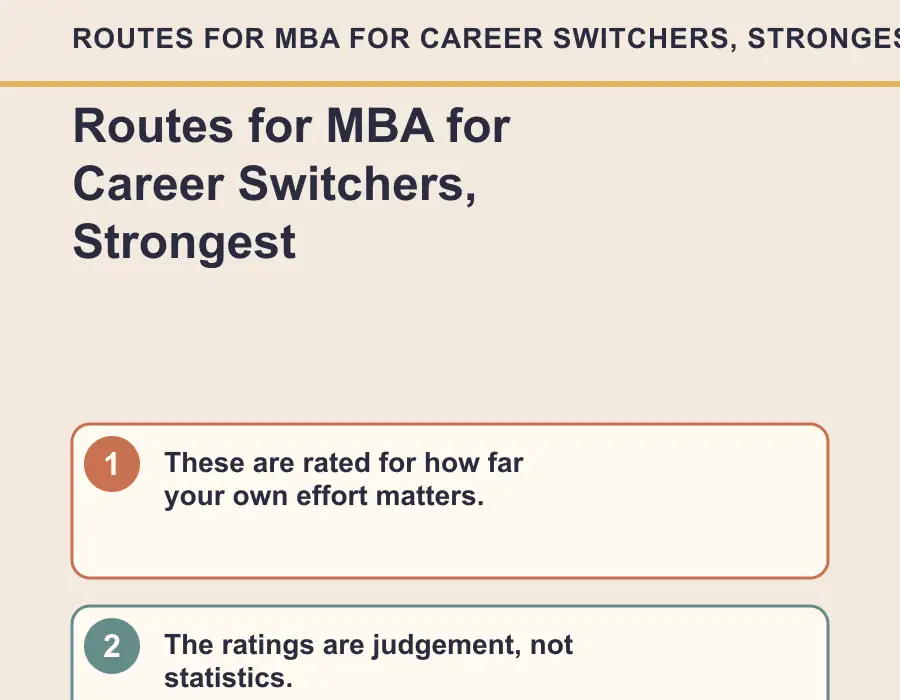 ROUTES FOR MBA FOR CAREER SWITCHERS,
Routes for MBA for
Career Switchers,
Strongest
1
These are rated for how far
your own effort matters.
2
The ratings are judgement, not
statistics.